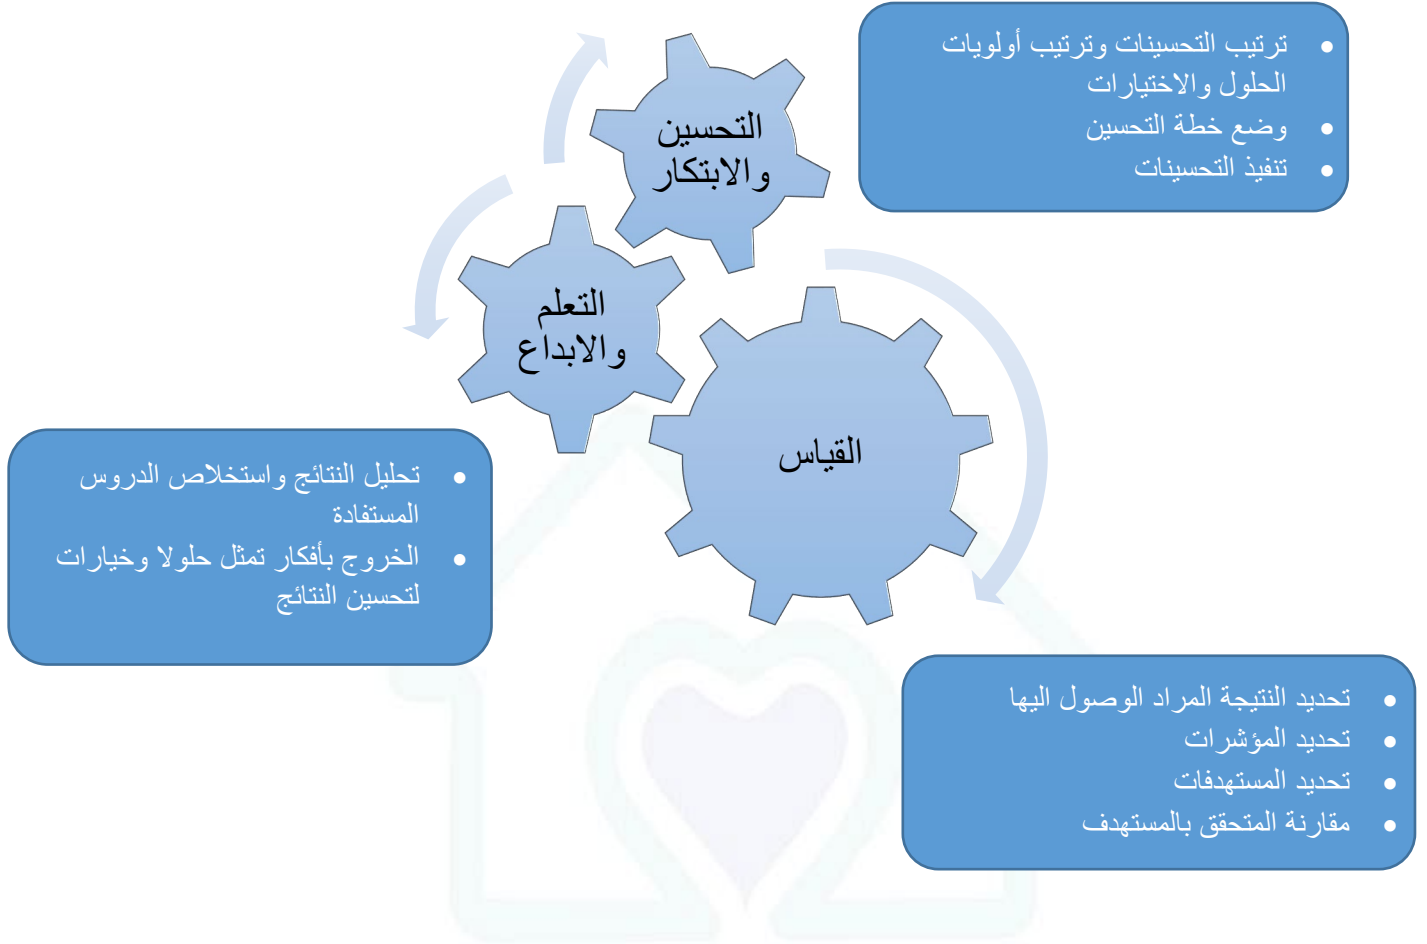 ترتيب التحسينات وترتيب أولويات
الحلول والاختيارات
وضع خطة التحسين
تنفيذ التحسينات
التحسين
والابتكار
التعلم
والابداع
القياس
تحليل النتائج واستخلاص الدروس
المستفادة
الخروج بأفكار تمثل حلولا وخيارات
لتحسين النتائج
تحديد النتيجة المراد الوصول اليها
تحديد المؤشرات
تحديد المستهدفات
مقارنة المتحقق بالمستهدف